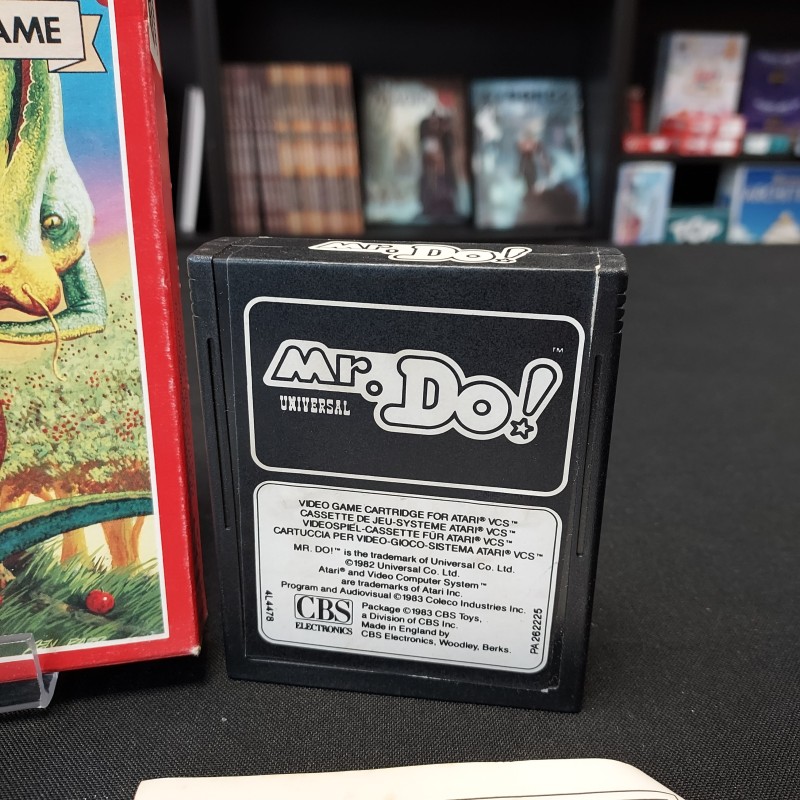 AME
Mr. Do!
Mr. Do!™
UNIVERSAL
VIDEO GAME CARTRIDGE FOR ATARI® VCS™
CASSETTE DE JEU-SYSTEME ATARI® VCS™
VIDEOSPIEL-CASSETTE FÜR ATARI® VCS™
CARTUCCIA PER VIDEO-GIOCO-SISTEMA ATARI® VCS™
MR. DO!™ is the trademark of Universal Co. Ltd.
©1982 Universal Co. Ltd.
Atari® and Video Computer System™
are trademarks of Atari Inc.
Program and Audiovisual ©1983 Coleco Industries Inc.
CBS
ELECTRONICS
Package ©1983 CBS Toys,
a Division of CBS Inc.
Made in England by
CBS Electronics, Woodley, Berks.
4L4478
PA 262225